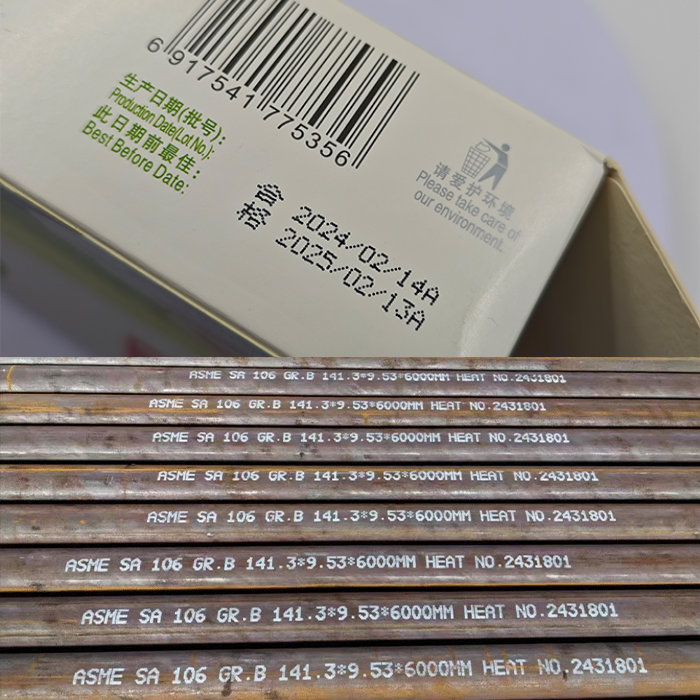 6 917541 775356
生产日期(批号):
Production Date(Lot No.):
此日期前最佳:
Best Before Date:
请爱护环境
Please take care of
our environment.
合格
2024/02/14A
2025/02/13A
ASME SA 106 GR.B 141.3*9.53*6000MM HEAT NO.2431801
ASME SA 106 GR.B 141.3*9.53*6000MM HEAT NO.2431801
ASME SA 106 GR.B 141.3*9.53*6000MM HEAT NO.2431801
ASME SA 106 GR.B 141.3*9.53*6000MM HEAT NO.2431801
ASME SA 106 GR.B 141.3*9.53*6000MM HEAT NO.2431801
ASME SA 106 GR.B 141.3*9.53*6000MM HEAT NO.2431801
ASME SA 106 GR.B 141.3*9.53*6000MM HEAT NO.2431801
ASME SA 106 GR.B 141.3*9.53*6000MM HEAT NO.2431801